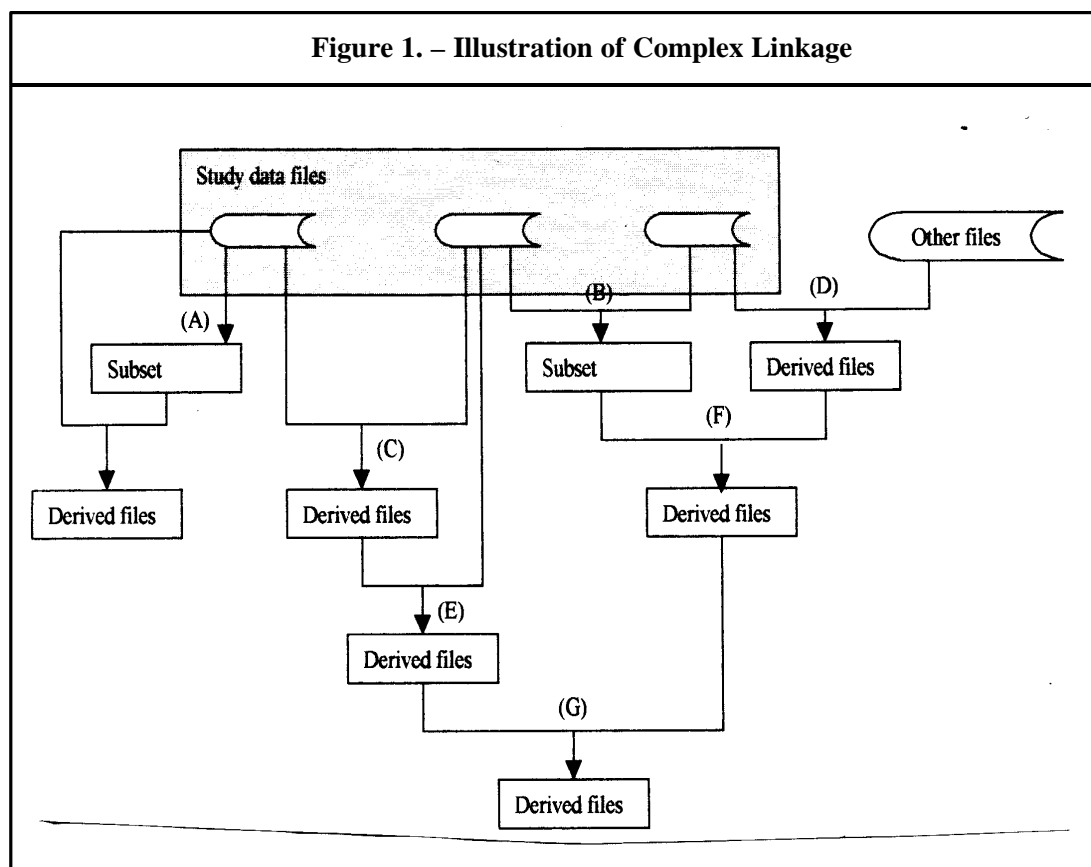 Figure 1. – Illustration of Complex Linkage
Study data files
Other files
(A)
(B)
(D)
Subset
Subset
Derived files
(F)
(C)
Derived files
Derived files
Derived files
(E)
Derived files
(G)
Derived files